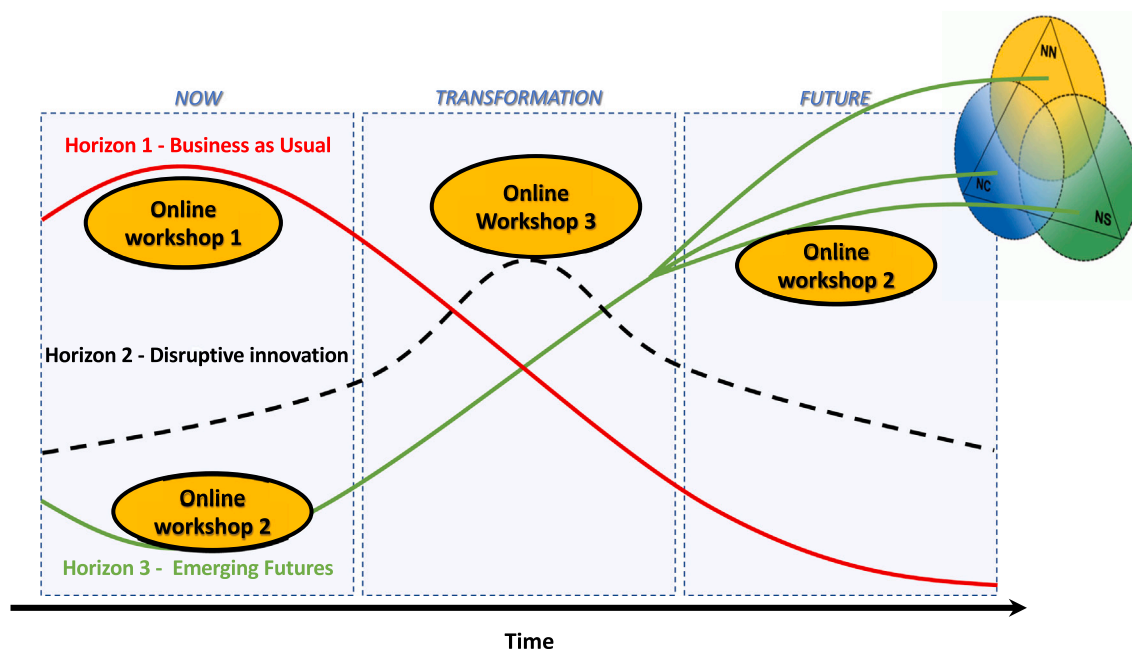 NOW
TRANSFORMATION
FUTURE
NN
NC
NS
Horizon 1 - Business as Usual
Online
workshop 1
Online
Workshop 3
Online
workshop 2
Horizon 2 - Disruptive innovation
Online
workshop 2
Horizon 3 - Emerging Futures
Time